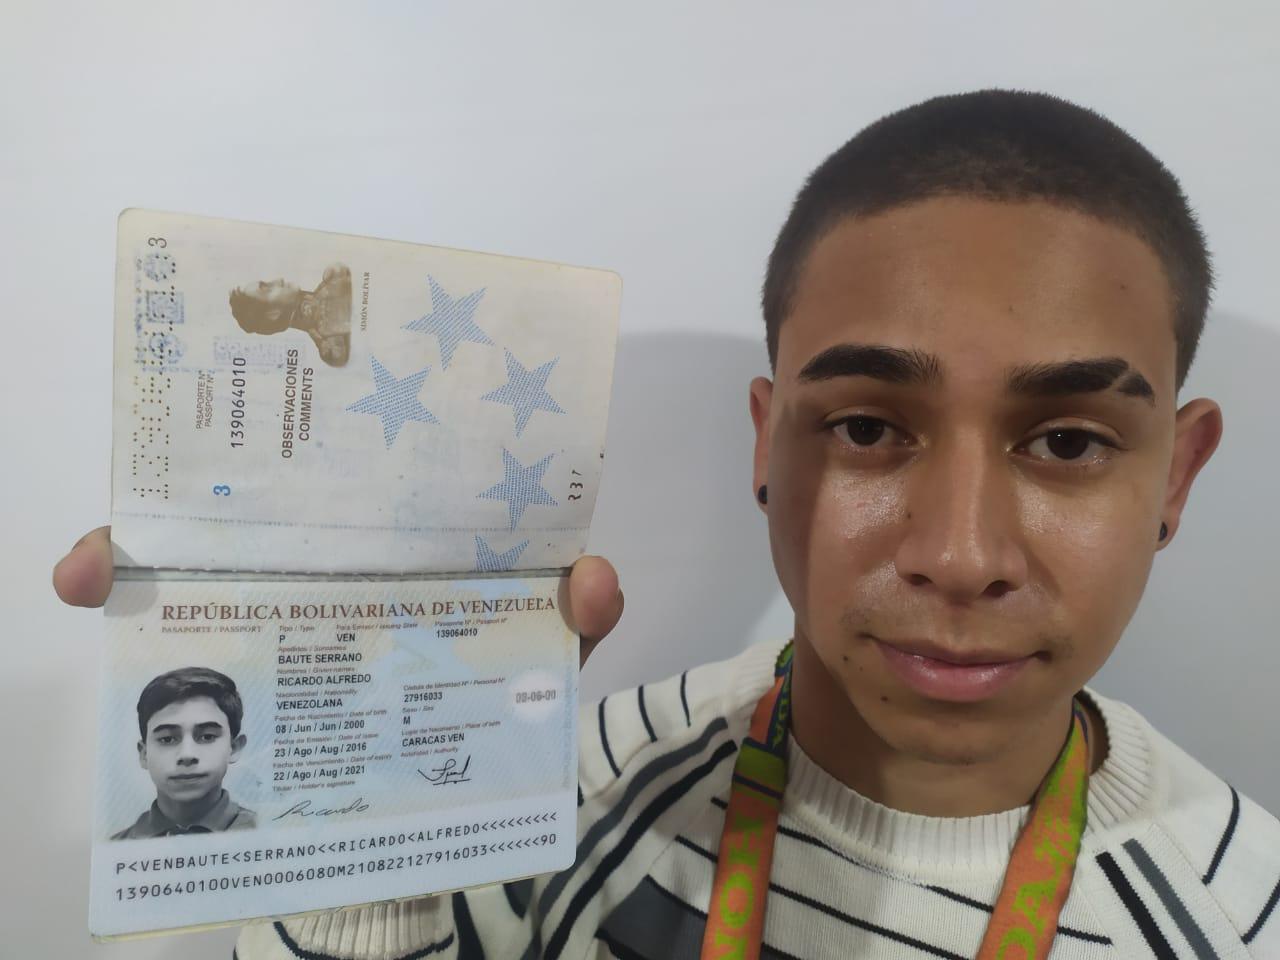 3
PASAPORTE Nº
PASSPORT Nº
139064010
3
OBSERVACIONES
COMMENTS
SIMÓN BOLÍVAR
REPÚBLICA BOLIVARIANA DE VENEZUELA
PASAPORTE / PASSPORT
Tipo / Type País Emisor / Issuing State Pasaporte Nº / Passport Nº
P VEN 139064010
Apellidos / Surnames
BAUTE SERRANO
Nombres / Given names
RICARDO ALFREDO
Nacionalidad / Nationality Cédula de Identidad Nº / Personal Nº
VENEZOLANA 27916033
Fecha de Nacimiento / Date of birth Sexo / Sex
08 / Jun / Jun / 2000 M
Fecha de Emisión / Date of issue Lugar de Nacimiento / Place of birth
23 / Ago / Aug / 2016 CARACAS VEN
Fecha de Vencimiento / Date of expiry Autoridad / Authority
22 / Ago / Aug / 2021
Titular / Holder's signature
Ricardo
P<VENBAUTE<SERRANO<<RICARDO<ALFREDO<<<<<<<<<
1390640100VEN0006080M210822127916033<<<<<<90